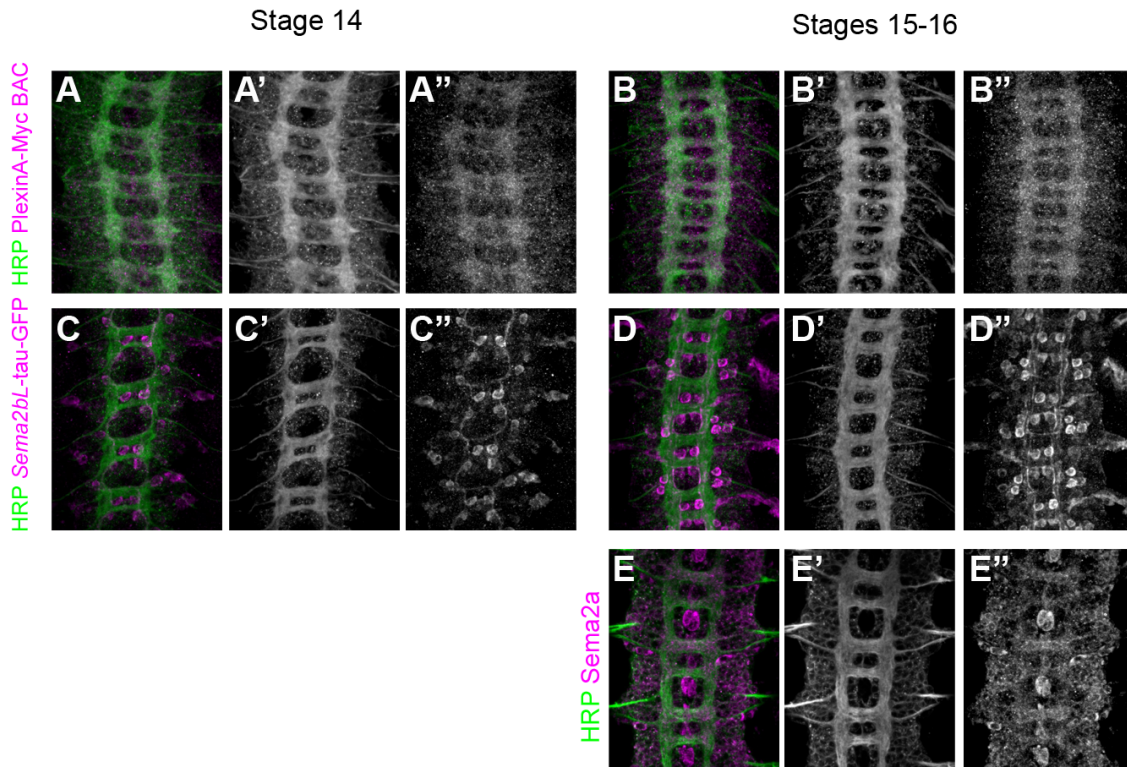 Stage 14
Stages 15-16
HRP PlexinA-Myc BAC
A
A’
A’’
B
B’
B’’
HRP Sema2bL-tau-GFP
C
C’
C’’
D
D’
D’’
HRP Sema2a
E
E’
E’’